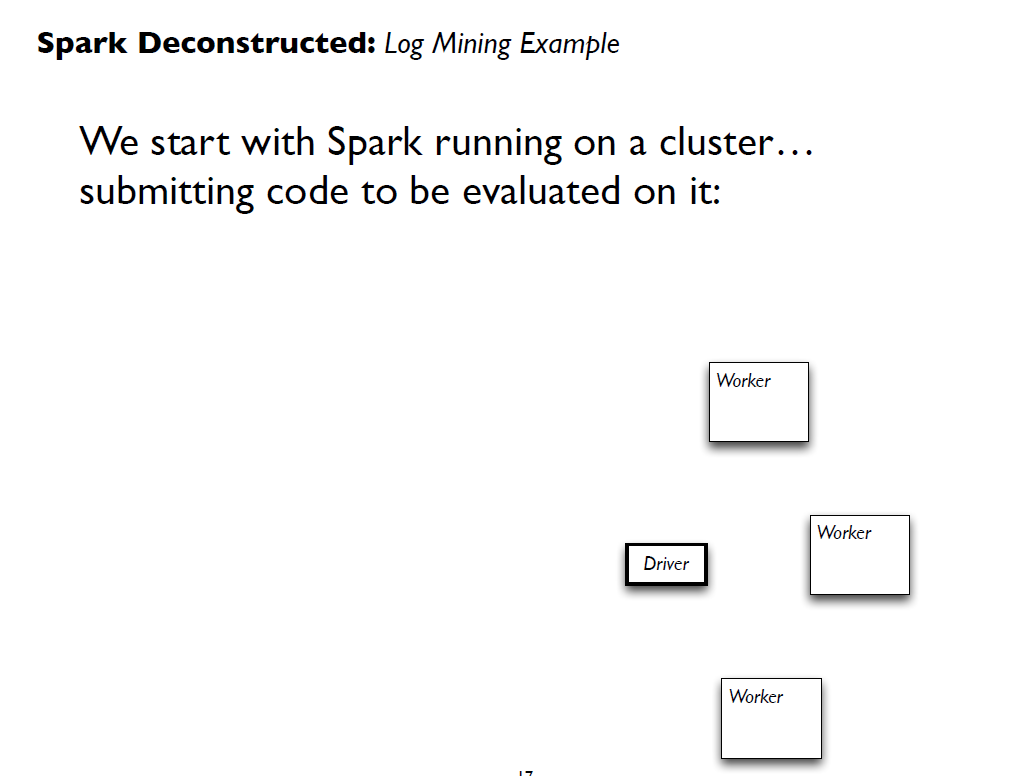 Spark Deconstructed: Log Mining Example
We start with Spark running on a cluster…
submitting code to be evaluated on it:
Worker
Worker
Driver
Worker
17